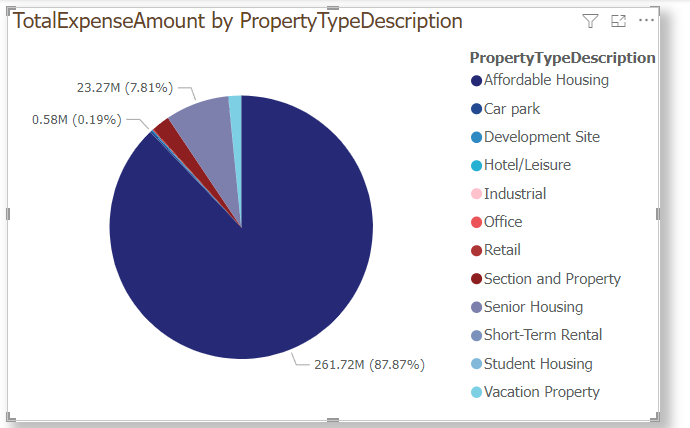 TotalExpenseAmount by PropertyTypeDescription
PropertyTypeDescription
Affordable Housing
Car park
Development Site
Hotel/Leisure
Industrial
Office
Retail
Section and Property
Senior Housing
Short-Term Rental
Student Housing
Vacation Property
23.27M (7.81%)
0.58M (0.19%)
261.72M (87.87%)